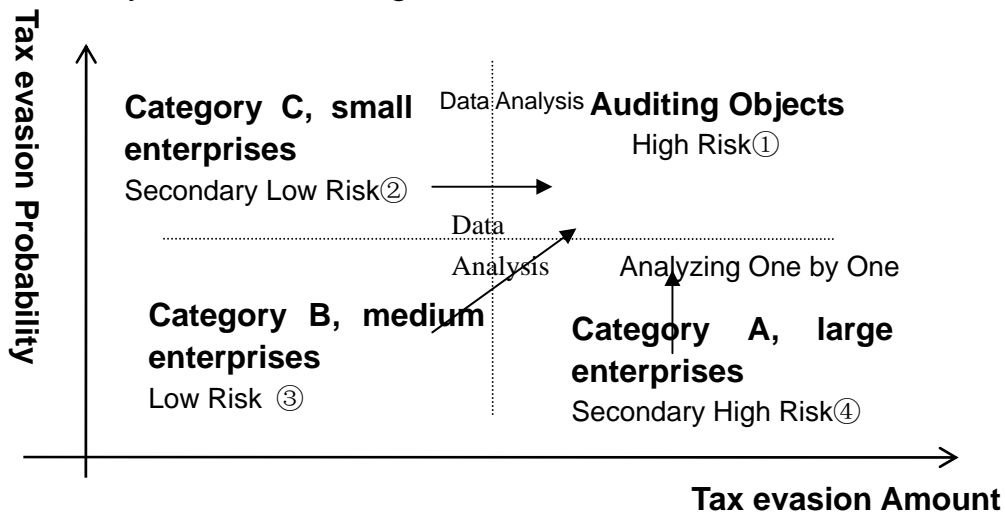 Tax evasion Probability
Category C, small
enterprises
Secondary Low Risk②
Data Analysis
Auditing Objects
High Risk①
Data
Analysis
Category B, medium
enterprises
Low Risk ③
Analyzing One by One
Category A, large
enterprises
Secondary High Risk④
Tax evasion Amount